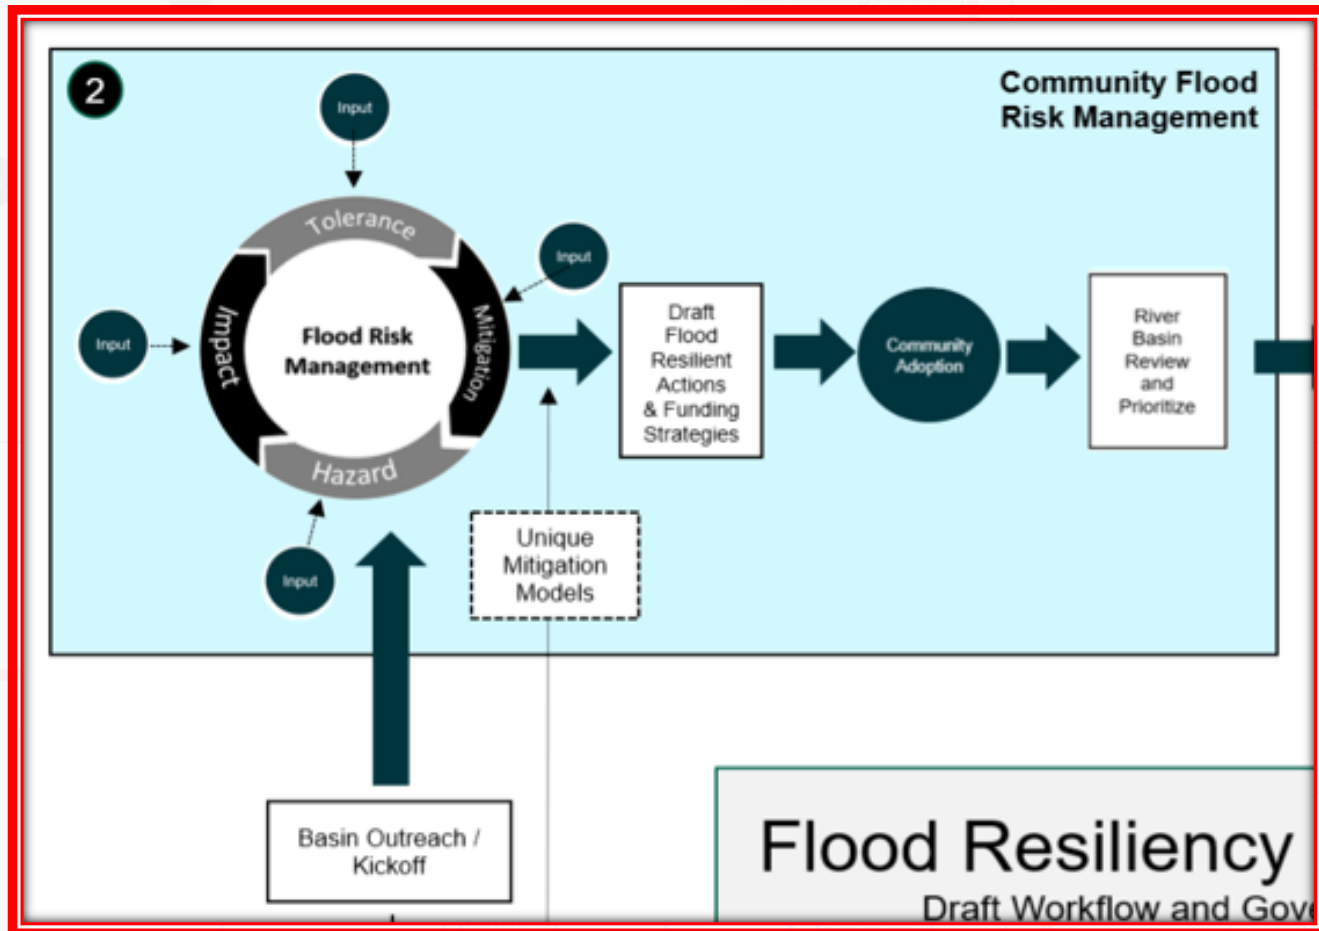 2
Community Flood
Risk Management
Input
Tolerance
Input
Mitigation
Input
Impact
Flood Risk
Management
Hazard
Input
Draft
Flood
Resilient
Actions
& Funding
Strategies
Community
Adoption
River
Basin
Review
and
Prioritize
Unique
Mitigation
Models
Basin Outreach /
Kickoff
Flood Resiliency
Draft Workflow and Gove